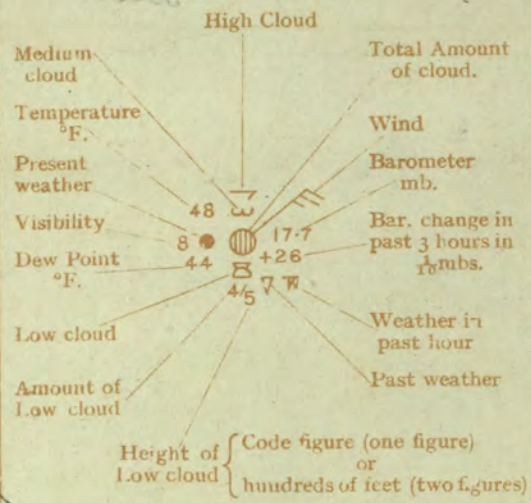 High Cloud
Medium
cloud
Total Amount
of cloud.
Temperature
°F.
Wind
Present
weather
Barometer
mb.
48
Visibility
8
17·7
Bar. change in
past 3 hours in
1/10 mbs.
+26
Dew Point
°F.
44
4/5
Low cloud
Weather in
past hour
Amount of
Low cloud
Past weather
Height of
Low cloud
Code figure (one figure)
or
hundreds of feet (two figures)